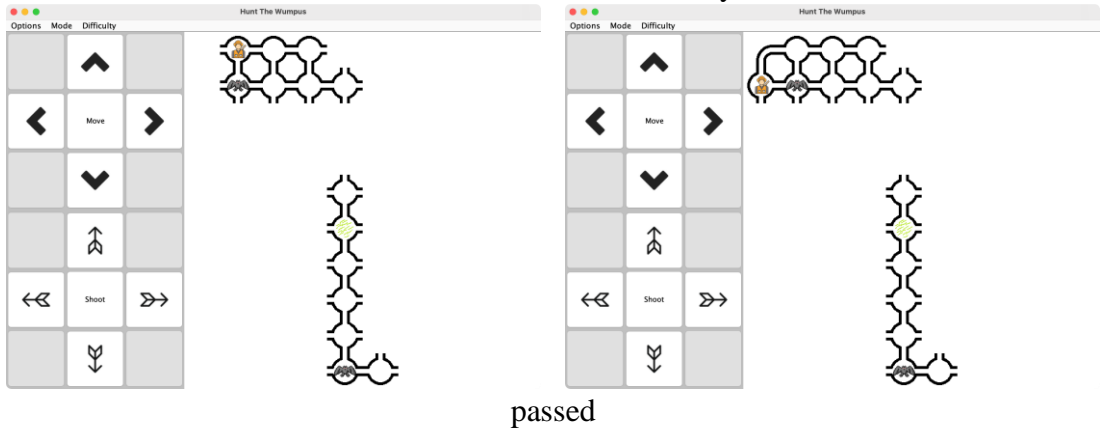 Hunt The Wumpus
Options Mode Difficulty
Move
Shoot
Hunt The Wumpus
Options Mode Difficulty
Move
Shoot
passed